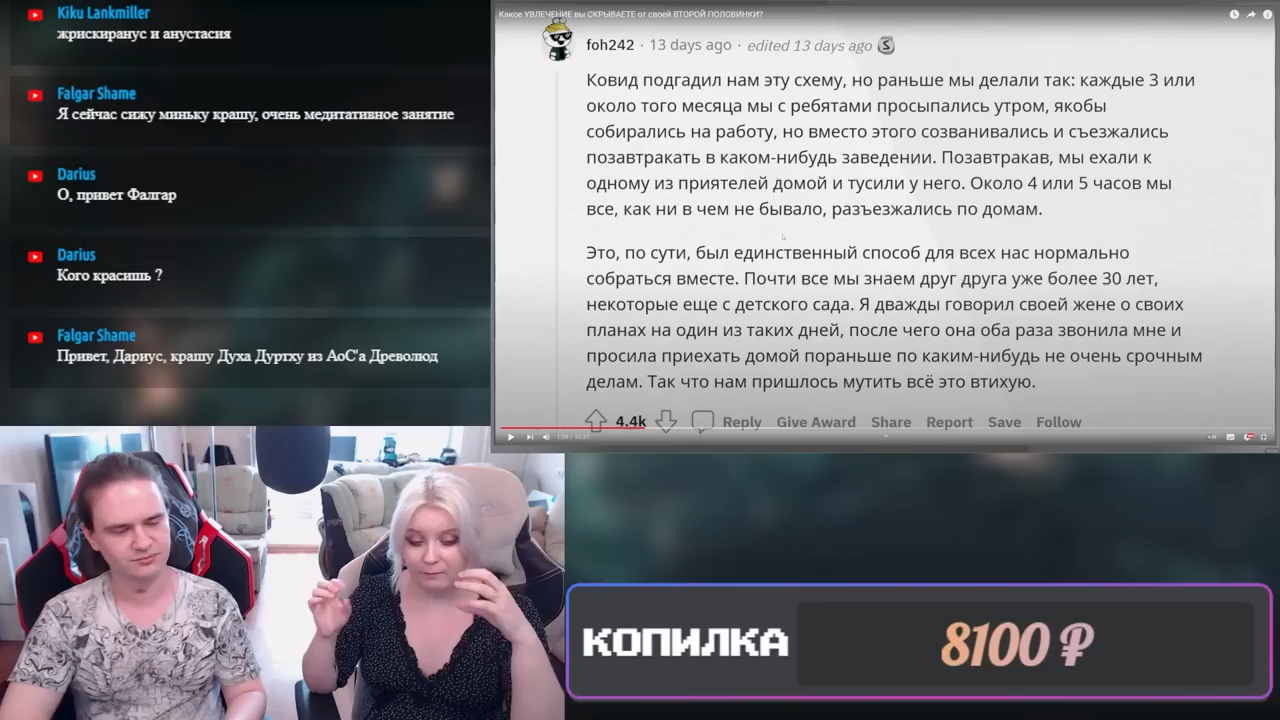 Kiku Lankmiller
жрискиранус и анустасия
Falgar Shame
Я сейчас сижу миньку крашу, очень медитативное занятие
Darius
О, привет Фалгар
Darius
Кого красишь ?
Falgar Shame
Привет, Дариус, крашу Духа Дуртху из АоС'а Древолюд
Какое УВЛЕЧЕНИЕ вы СКРЫВАЕТЕ от своей ВТОРОЙ ПОЛОВИНКИ?
foh242 · 13 days ago · edited 13 days ago
Ковид подгадил нам эту схему, но раньше мы делали так: каждые 3 или
около того месяца мы с ребятами просыпались утром, якобы
собирались на работу, но вместо этого созванивались и съезжались
позавтракать в каком-нибудь заведении. Позавтракав, мы ехали к
одному из приятелей домой и тусили у него. Около 4 или 5 часов мы
все, как ни в чем не бывало, разъезжались по домам.
Это, по сути, был единственный способ для всех нас нормально
собраться вместе. Почти все мы знаем друг друга уже более 30 лет,
некоторые еще с детского сада. Я дважды говорил своей жене о своих
планах на один из таких дней, после чего она оба раза звонила мне и
просила приехать домой пораньше по каким-нибудь не очень срочным
делам. Так что нам пришлось мутить всё это втихую.
4.4k Reply Give Award Share Report Save Follow
КОПИЛКА
8100 ₽